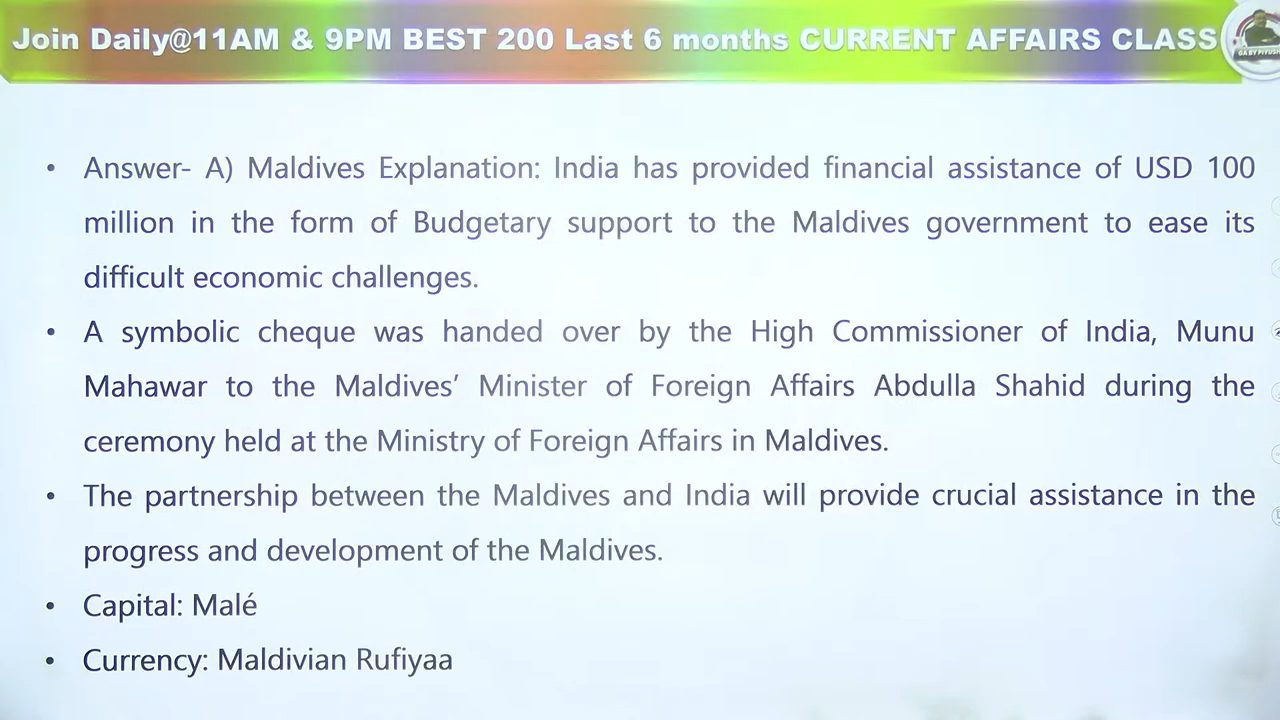 Join Daily@11AM & 9PM BEST 200 Last 6 months CURRENT AFFAIRS CLASS
GA BY PIYUSH
• Answer- A) Maldives Explanation: India has provided financial assistance of USD 100
million in the form of Budgetary support to the Maldives government to ease its
difficult economic challenges.
• A symbolic cheque was handed over by the High Commissioner of India, Munu
Mahawar to the Maldives’ Minister of Foreign Affairs Abdulla Shahid during the
ceremony held at the Ministry of Foreign Affairs in Maldives.
• The partnership between the Maldives and India will provide crucial assistance in the
progress and development of the Maldives.
• Capital: Malé
• Currency: Maldivian Rufiyaa